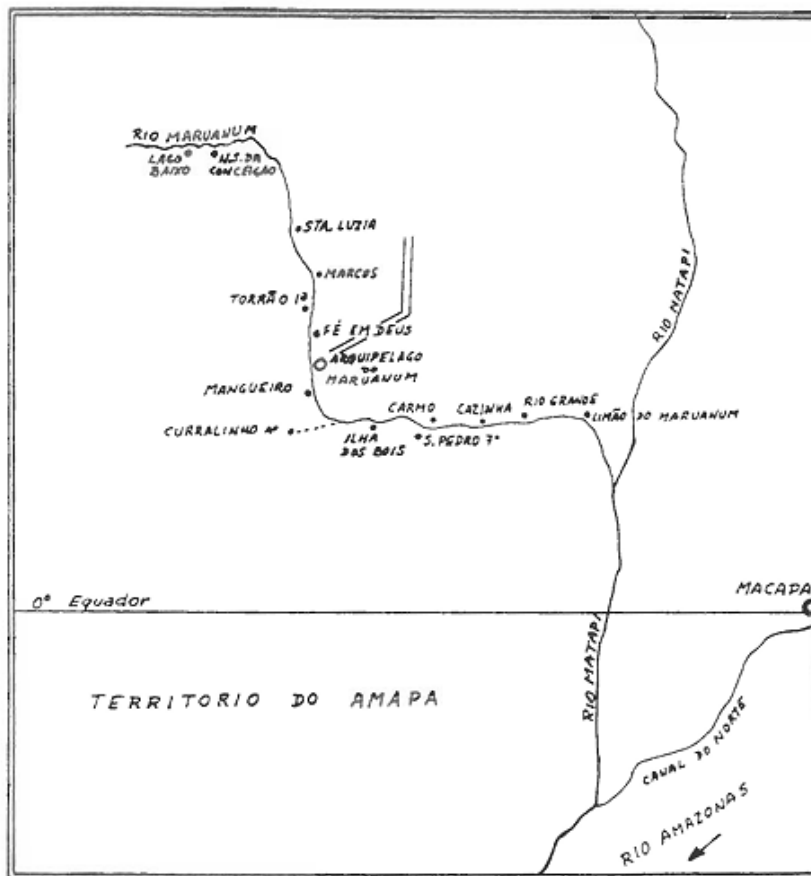 RIO MARUANUM
LAGO
BAIXO
N.S. DA
CONCEIÇÃO
STA. LUZIA
MARCOS
TORRÃO 1º
FÉ EM DEUS
ARQUIPELAGO
DO
MARUANUM
MANGUEIRO
CURRALINHO
ILHA
DOS BOIS
CARMO
S. PEDRO 7º
CAZINHA
RIO GRANDE
LIMÃO DO MARUANUM
RIO NATAPI
0º Equador
MACAPA
RIO MATAPI
TERRITORIO DO AMAPA
CANAL DO NORTE
RIO AMAZONAS